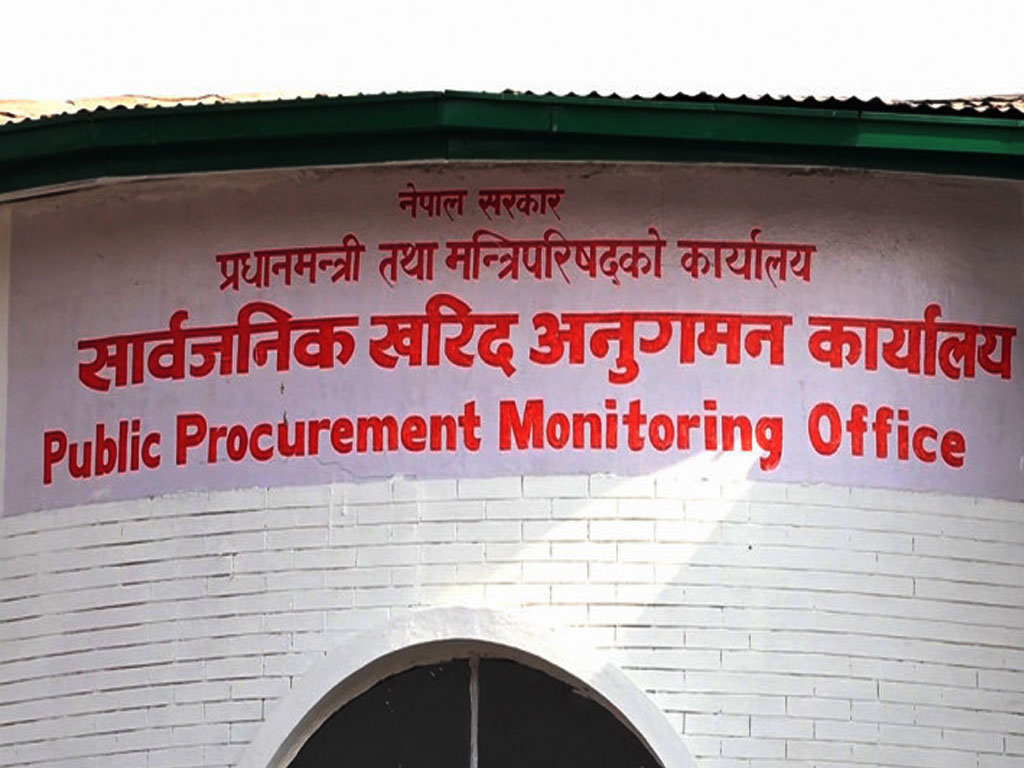 नेपाल सरकार
प्रधानमन्त्री तथा मन्त्रिपरिषद्को कार्यालय
सार्वजनिक खरिद अनुगमन कार्यालय
Public Procurement Monitoring Office